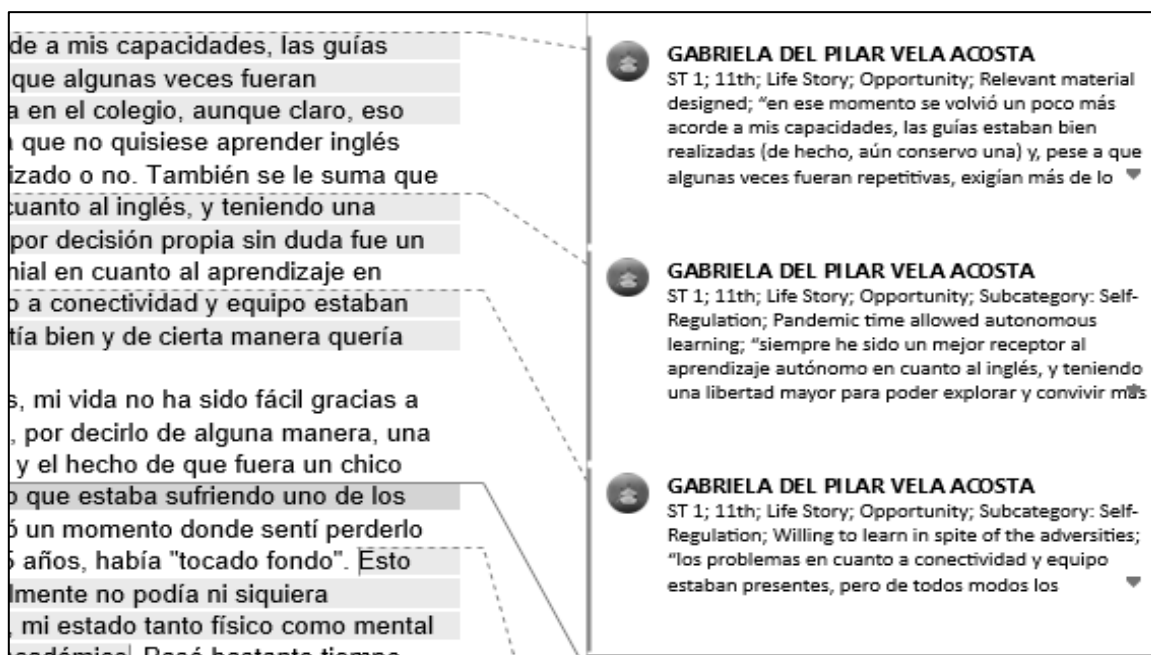 de a mis capacidades, las guías
que algunas veces fueran
a en el colegio, aunque claro, eso
que no quisiese aprender inglés
izado o no. También se le suma que
cuanto al inglés, y teniendo una
por decisión propia sin duda fue un
nial en cuanto al aprendizaje en
o a conectividad y equipo estaban
tía bien y de cierta manera quería
s, mi vida no ha sido fácil gracias a
, por decirlo de alguna manera, una
y el hecho de que fuera un chico
o que estaba sufriendo uno de los
ó un momento donde sentí perderlo
años, había "tocado fondo". Esto
lmente no podía ni siquiera
, mi estado tanto físico como mental
GABRIELA DEL PILAR VELA ACOSTA
ST 1; 11th; Life Story; Opportunity; Relevant material
designed; “en ese momento se volvió un poco más
acorde a mis capacidades, las guías estaban bien
realizadas (de hecho, aún conservo una) y, pese a que
algunas veces fueran repetitivas, exigían más de lo
GABRIELA DEL PILAR VELA ACOSTA
ST 1; 11th; Life Story; Opportunity; Subcategory: Self-
Regulation; Pandemic time allowed autonomous
learning; “siempre he sido un mejor receptor al
aprendizaje autónomo en cuanto al inglés, y teniendo
una libertad mayor para poder explorar y convivir más
GABRIELA DEL PILAR VELA ACOSTA
ST 1; 11th; Life Story; Opportunity; Subcategory: Self-
Regulation; Willing to learn in spite of the adversities;
“los problemas en cuanto a conectividad y equipo
estaban presentes, pero de todos modos los